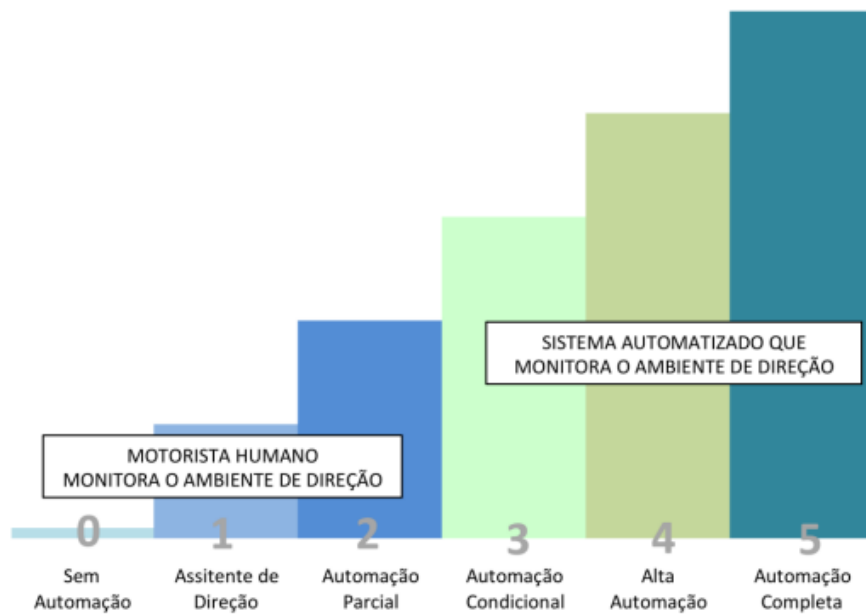 SISTEMA AUTOMATIZADO QUE
MONITORA O AMBIENTE DE DIREÇÃO
MOTORISTA HUMANO
MONITORA O AMBIENTE DE DIREÇÃO
0
1
2
3
4
5
Sem
Automação
Assitente de
Direção
Automação
Parcial
Automação
Condicional
Alta
Automação
Automação
Completa